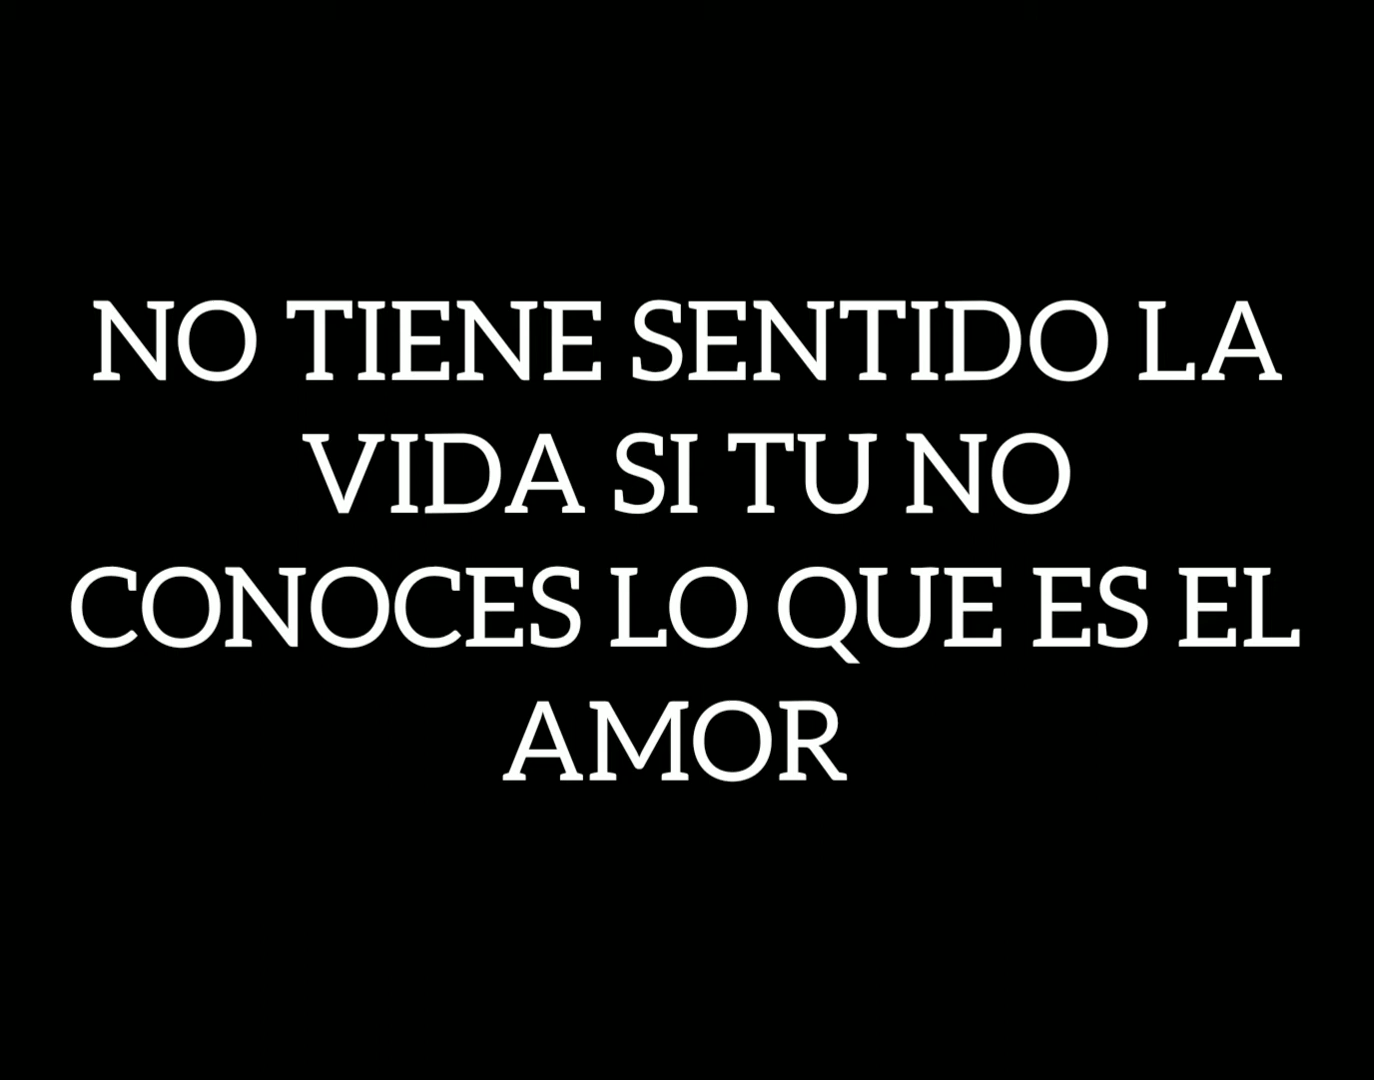 NO TIENE SENTIDO LA
VIDA SI TU NO
CONOCES LO QUE ES EL
AMOR